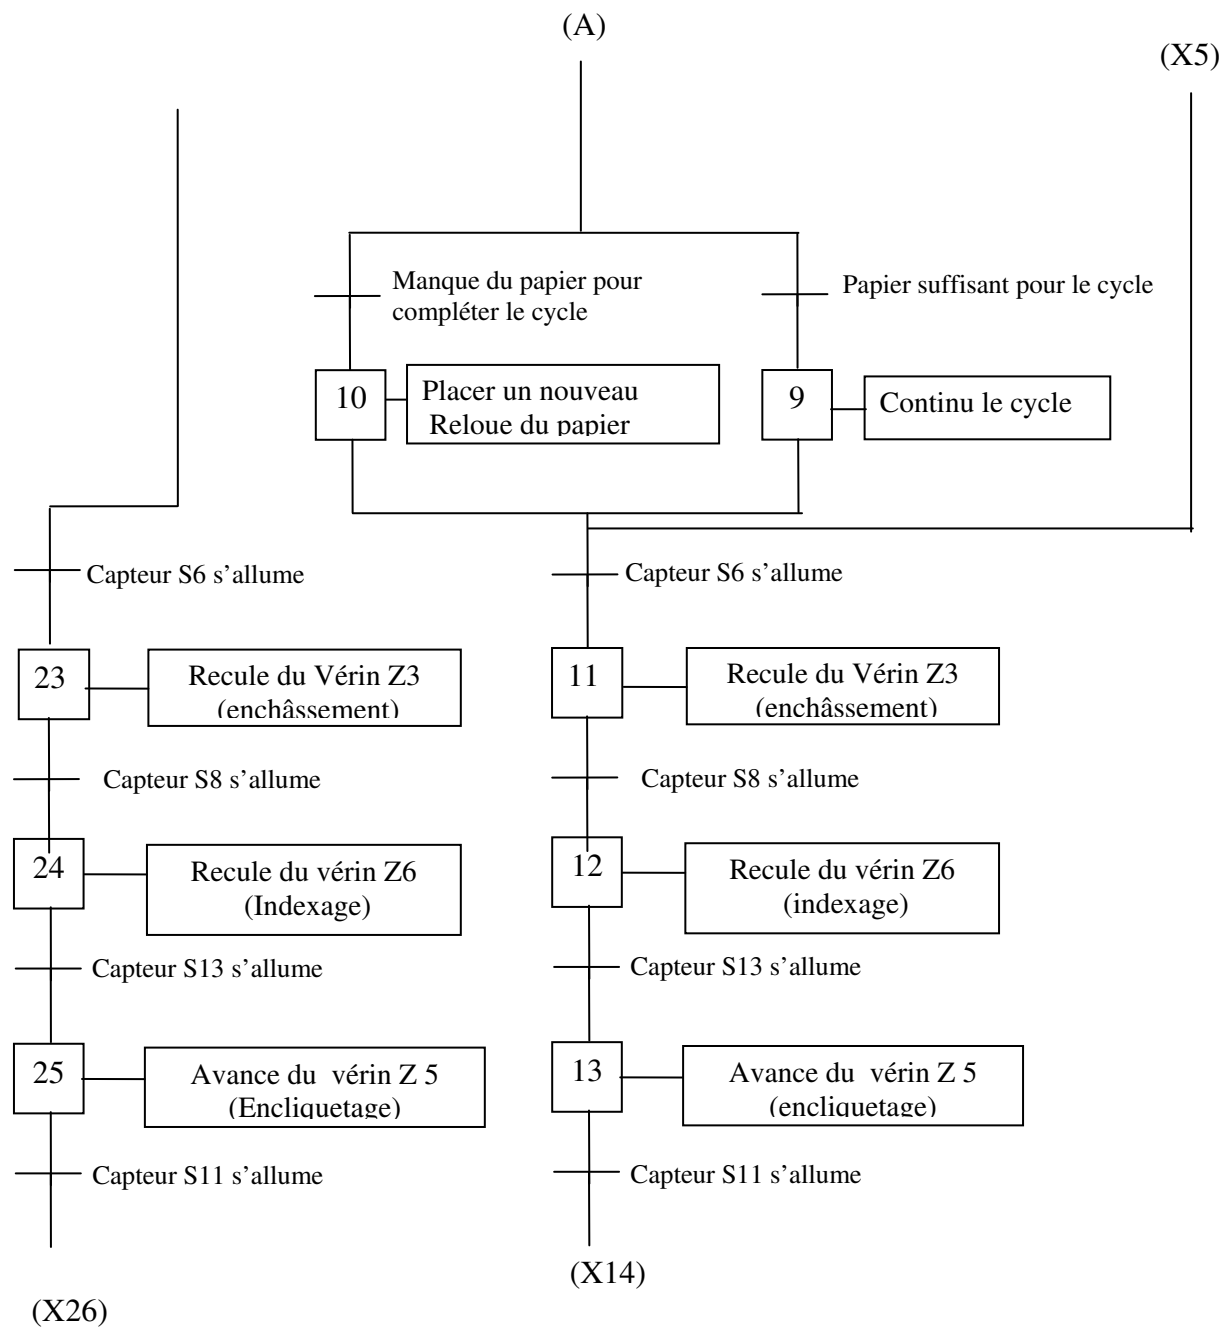 (A)
(X5)
Manque du papier pour
compléter le cycle
Papier suffisant pour le cycle
10
Placer un nouveau
Reloue du papier
9
Continu le cycle
Capteur S6 s’allume
Capteur S6 s’allume
23
Recule du Vérin Z3
(enchâssement)
11
Recule du Vérin Z3
(enchâssement)
Capteur S8 s’allume
Capteur S8 s’allume
24
Recule du vérin Z6
(Indexage)
12
Recule du vérin Z6
(indexage)
Capteur S13 s’allume
Capteur S13 s’allume
25
Avance du vérin Z 5
(Encliquetage)
13
Avance du vérin Z 5
(encliquetage)
Capteur S11 s’allume
Capteur S11 s’allume
(X14)
(X26)